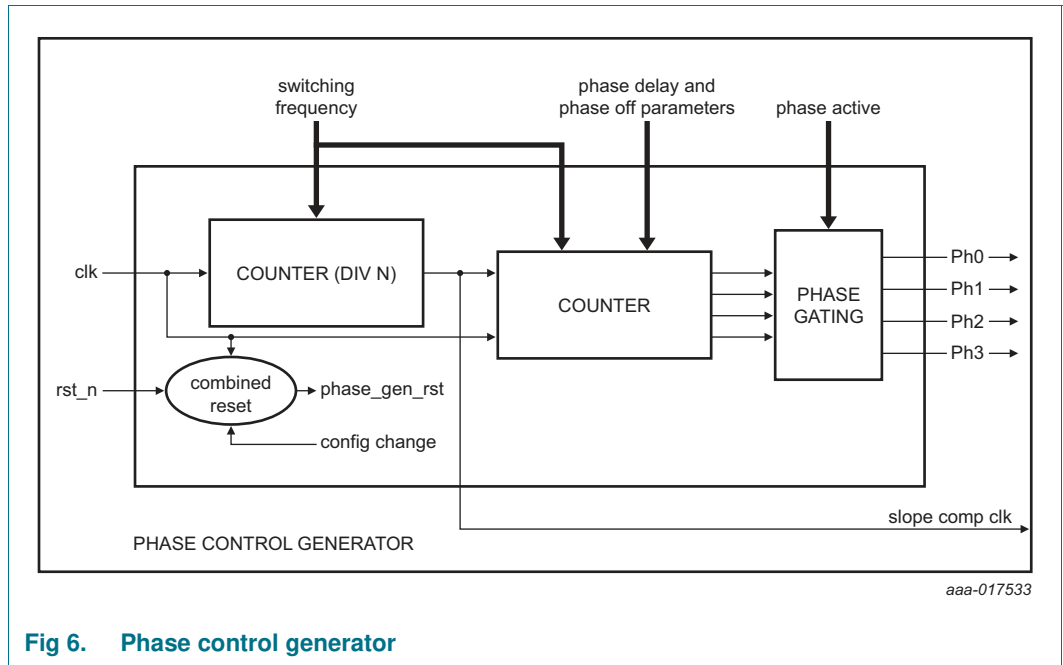 switching
frequency
phase delay and
phase off parameters
phase active
clk
COUNTER (DIV N)
COUNTER
PHASE
GATING
Ph0
Ph1
Ph2
Ph3
rst_n
combined
reset
phase_gen_rst
config change
slope comp clk
PHASE CONTROL GENERATOR
aaa-017533
Fig 6. Phase control generator